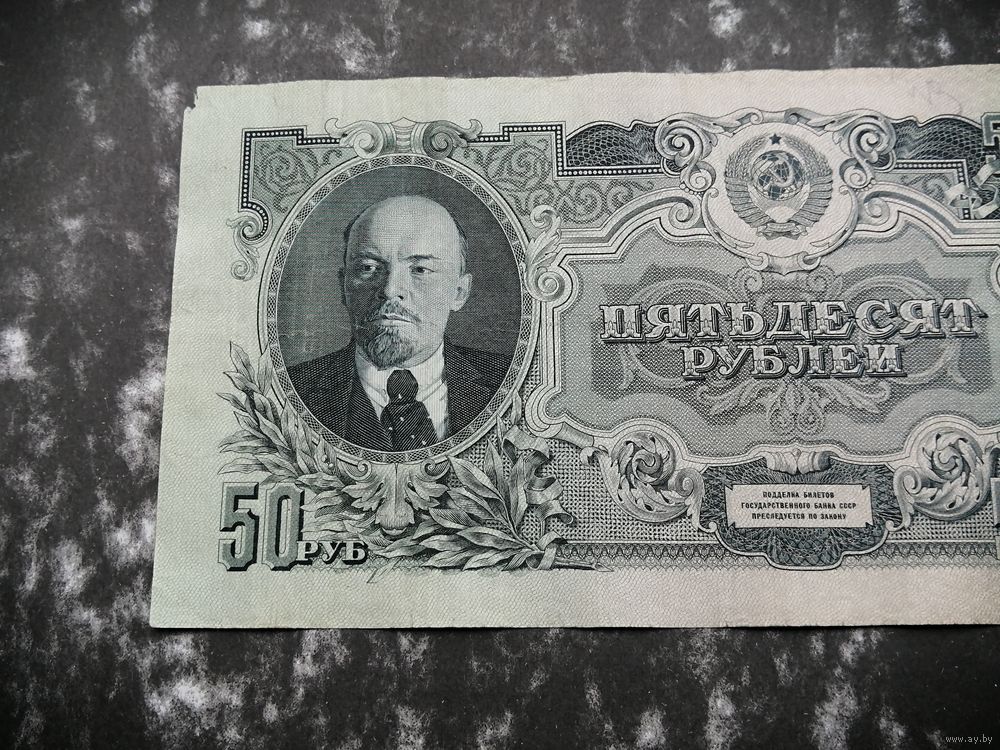 ПЯТЬДЕСЯТ
РУБЛЕЙ
50 РУБ
ПОДДЕЛКА БИЛЕТОВ
ГОСУДАРСТВЕННОГО БАНКА СССР
ПРЕСЛЕДУЕТСЯ ПО ЗАКОНУ
www.ay.by